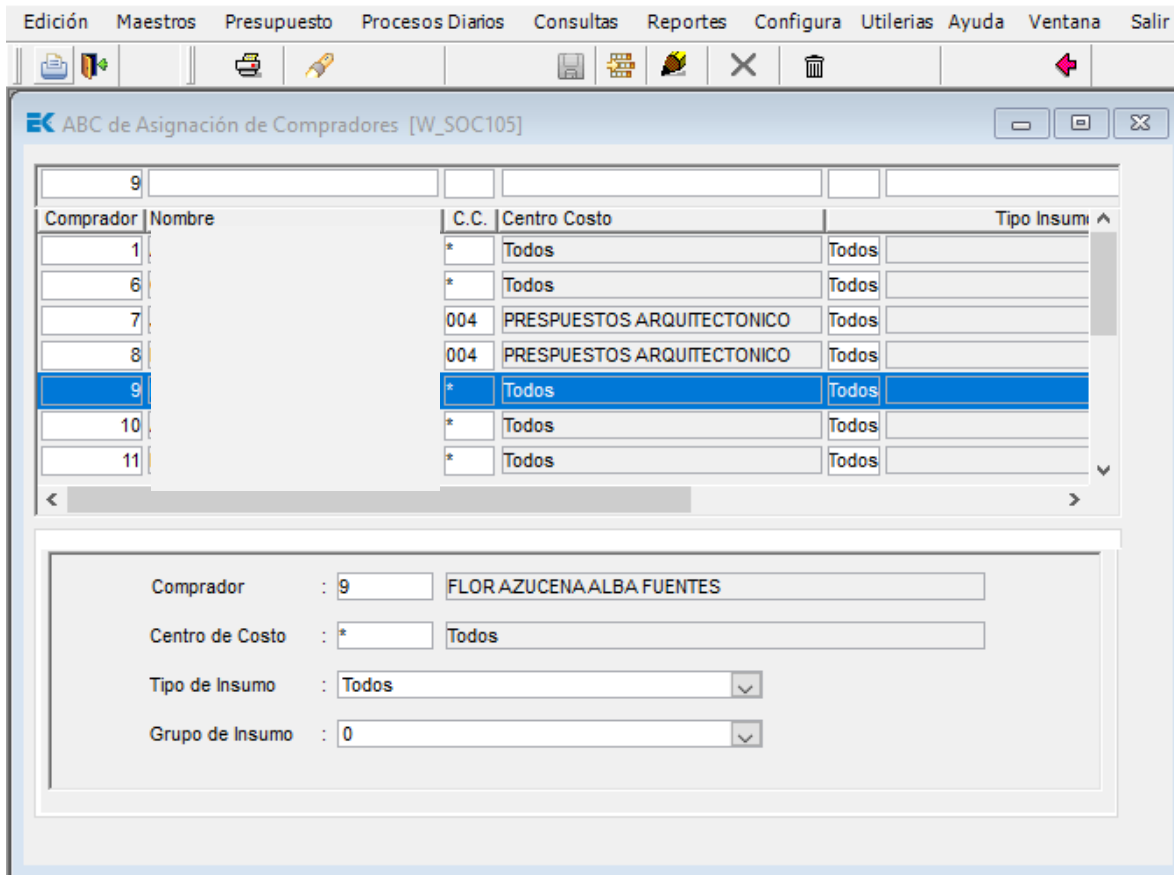 Edición Maestros Presupuesto Procesos Diarios Consultas Reportes Configura Utilerias Ayuda Ventana Salir
EK ABC de Asignación de Compradores [W_SOC105]
9
Comprador Nombre C.C. Centro Costo Tipo Insum
1 * Todos Todos
6 * Todos Todos
7 004 PRESPUESTOS ARQUITECTONICO Todos
8 004 PRESPUESTOS ARQUITECTONICO Todos
9 * Todos Todos
10 * Todos Todos
11 * Todos Todos
Comprador : 9 FLOR AZUCENA ALBA FUENTES
Centro de Costo : * Todos
Tipo de Insumo : Todos
Grupo de Insumo : 0